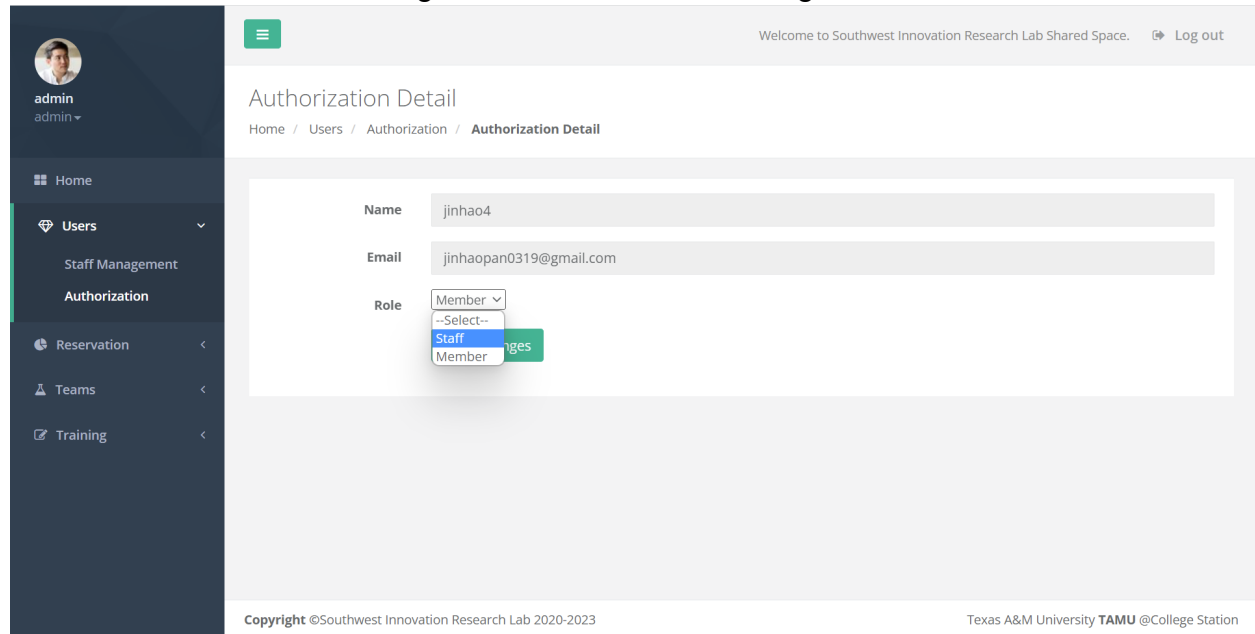 Welcome to Southwest Innovation Research Lab Shared Space. Log out
admin
admin
Authorization Detail
Home / Users / Authorization / Authorization Detail
Home
Users
Staff Management
Authorization
Reservation
Teams
Training
Name jinhao4
Email jinhaopan0319@gmail.com
Role Member
--Select--
Staff
Member
Copyright ©Southwest Innovation Research Lab 2020-2023
Texas A&M University TAMU @College Station